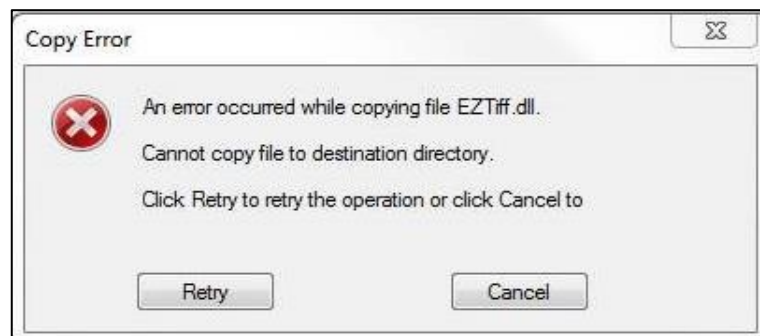 Copy Error
An error occurred while copying file EZTiff.dll.
Cannot copy file to destination directory.
Click Retry to retry the operation or click Cancel to
Retry
Cancel